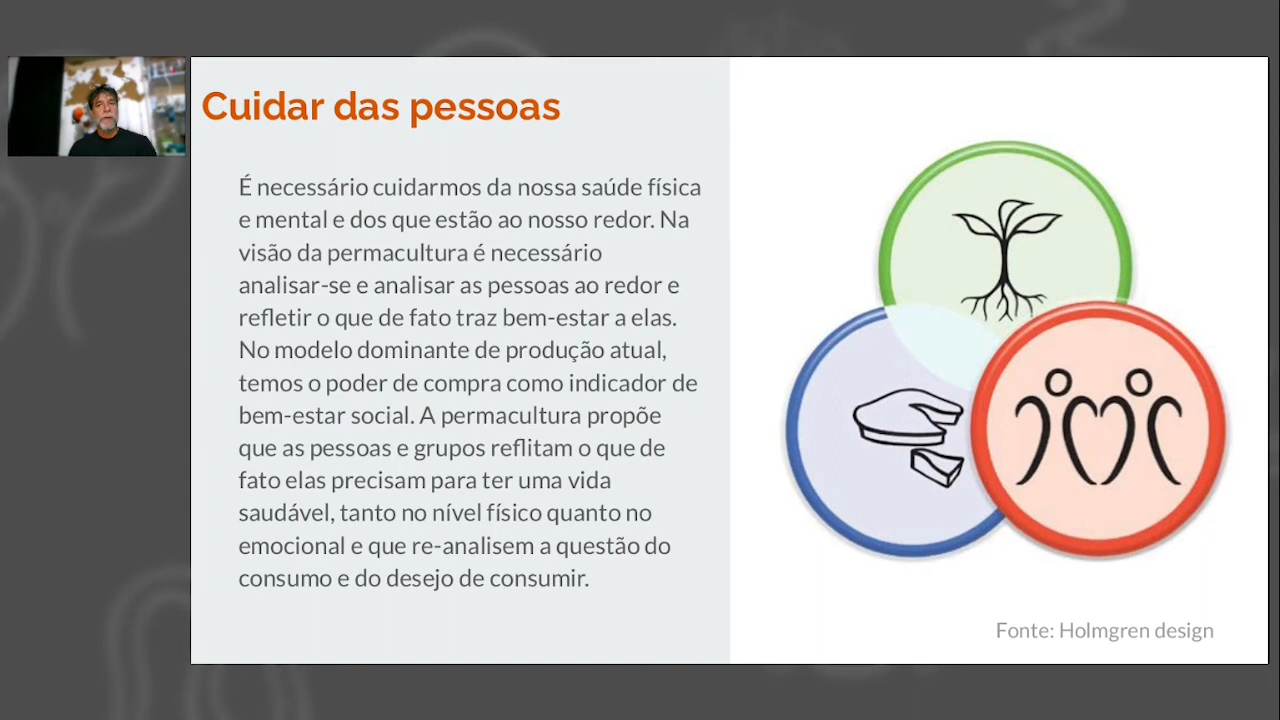 Cuidar das pessoas
É necessário cuidarmos da nossa saúde física
e mental e dos que estão ao nosso redor. Na
visão da permacultura é necessário
analisar-se e analisar as pessoas ao redor e
refletir o que de fato traz bem-estar a elas.
No modelo dominante de produção atual,
temos o poder de compra como indicador de
bem-estar social. A permacultura propõe
que as pessoas e grupos reflitam o que de
fato elas precisam para ter uma vida
saudável, tanto no nível físico quanto no
emocional e que re-analisem a questão do
consumo e do desejo de consumir.
Fonte: Holmgren design